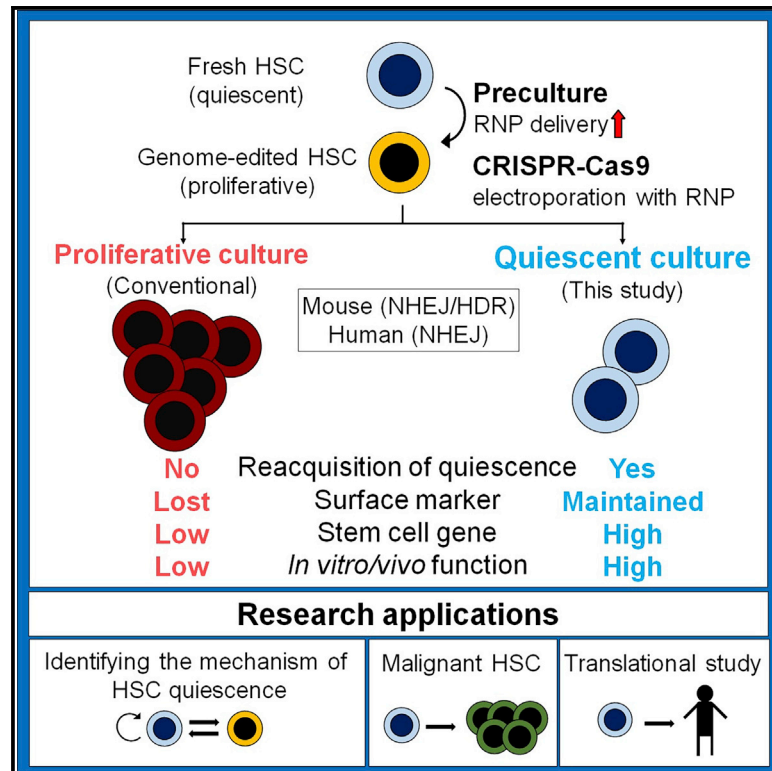 Fresh HSC
(quiescent)
Preculture
RNP delivery
Genome-edited HSC
(proliferative)
CRISPR-Cas9
electroporation with RNP
Proliferative culture
(Conventional)
Quiescent culture
(This study)
Mouse (NHEJ/HDR)
Human (NHEJ)
No Reacquisition of quiescence Yes
Lost Surface marker Maintained
Low Stem cell gene High
Low In vitro/vivo function High
Research applications
Identifying the mechanism of
HSC quiescence
Malignant HSC
Translational study